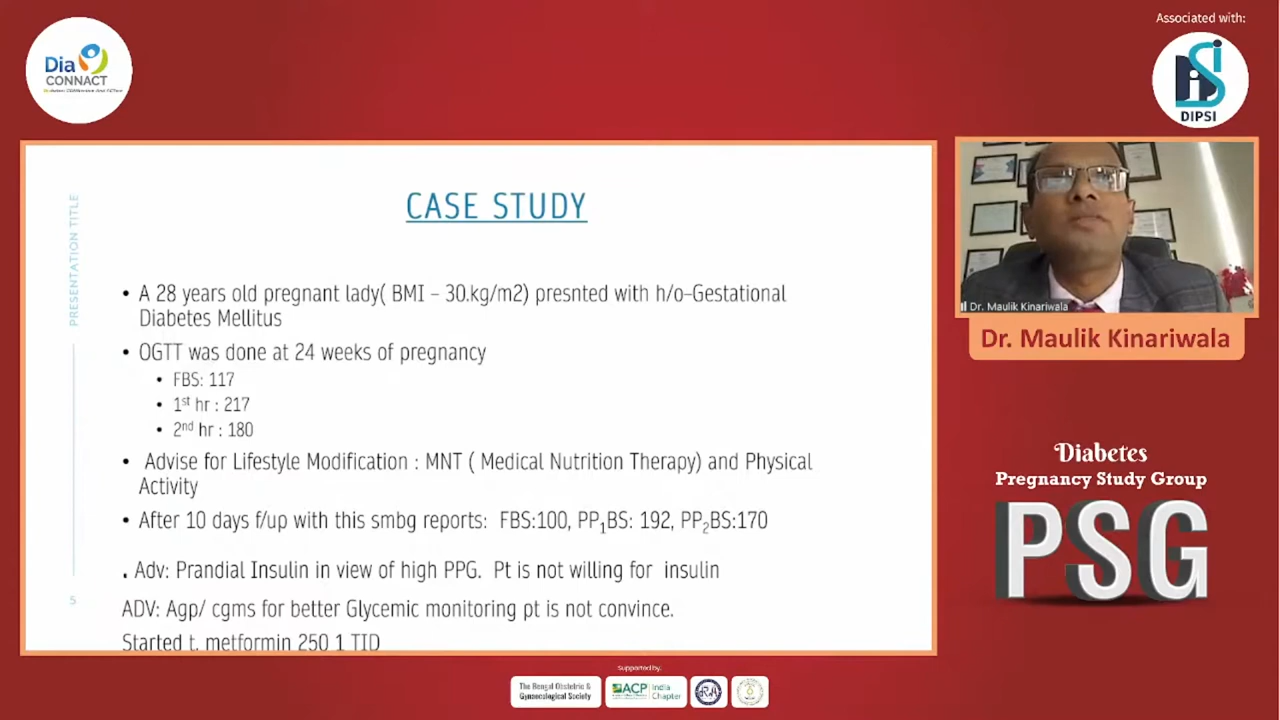 Associated with:
Dia
CONNACT
DIPSI
PRESENTATION TITLE
CASE STUDY
• A 28 years old pregnant lady( BMI – 30.kg/m2) presnted with h/o-Gestational
Diabetes Mellitus
• OGTT was done at 24 weeks of pregnancy
• FBS: 117
• 1st hr : 217
• 2nd hr : 180
• Advise for Lifestyle Modification : MNT ( Medical Nutrition Therapy) and Physical
Activity
• After 10 days f/up with this smbg reports: FBS:100, PP1BS: 192, PP2BS:170
. Adv: Prandial Insulin in view of high PPG. Pt is not willing for insulin
ADV: Agp/ cgms for better Glycemic monitoring pt is not convince.
Started t. metformin 250 1 TID
5
Dr. Maulik Kinariwala
Dr. Maulik Kinariwala
Diabetes
Pregnancy Study Group
PSG
supported by:
The Bengal Obstetric &
Gynaecological Society
ACP India
Chapter